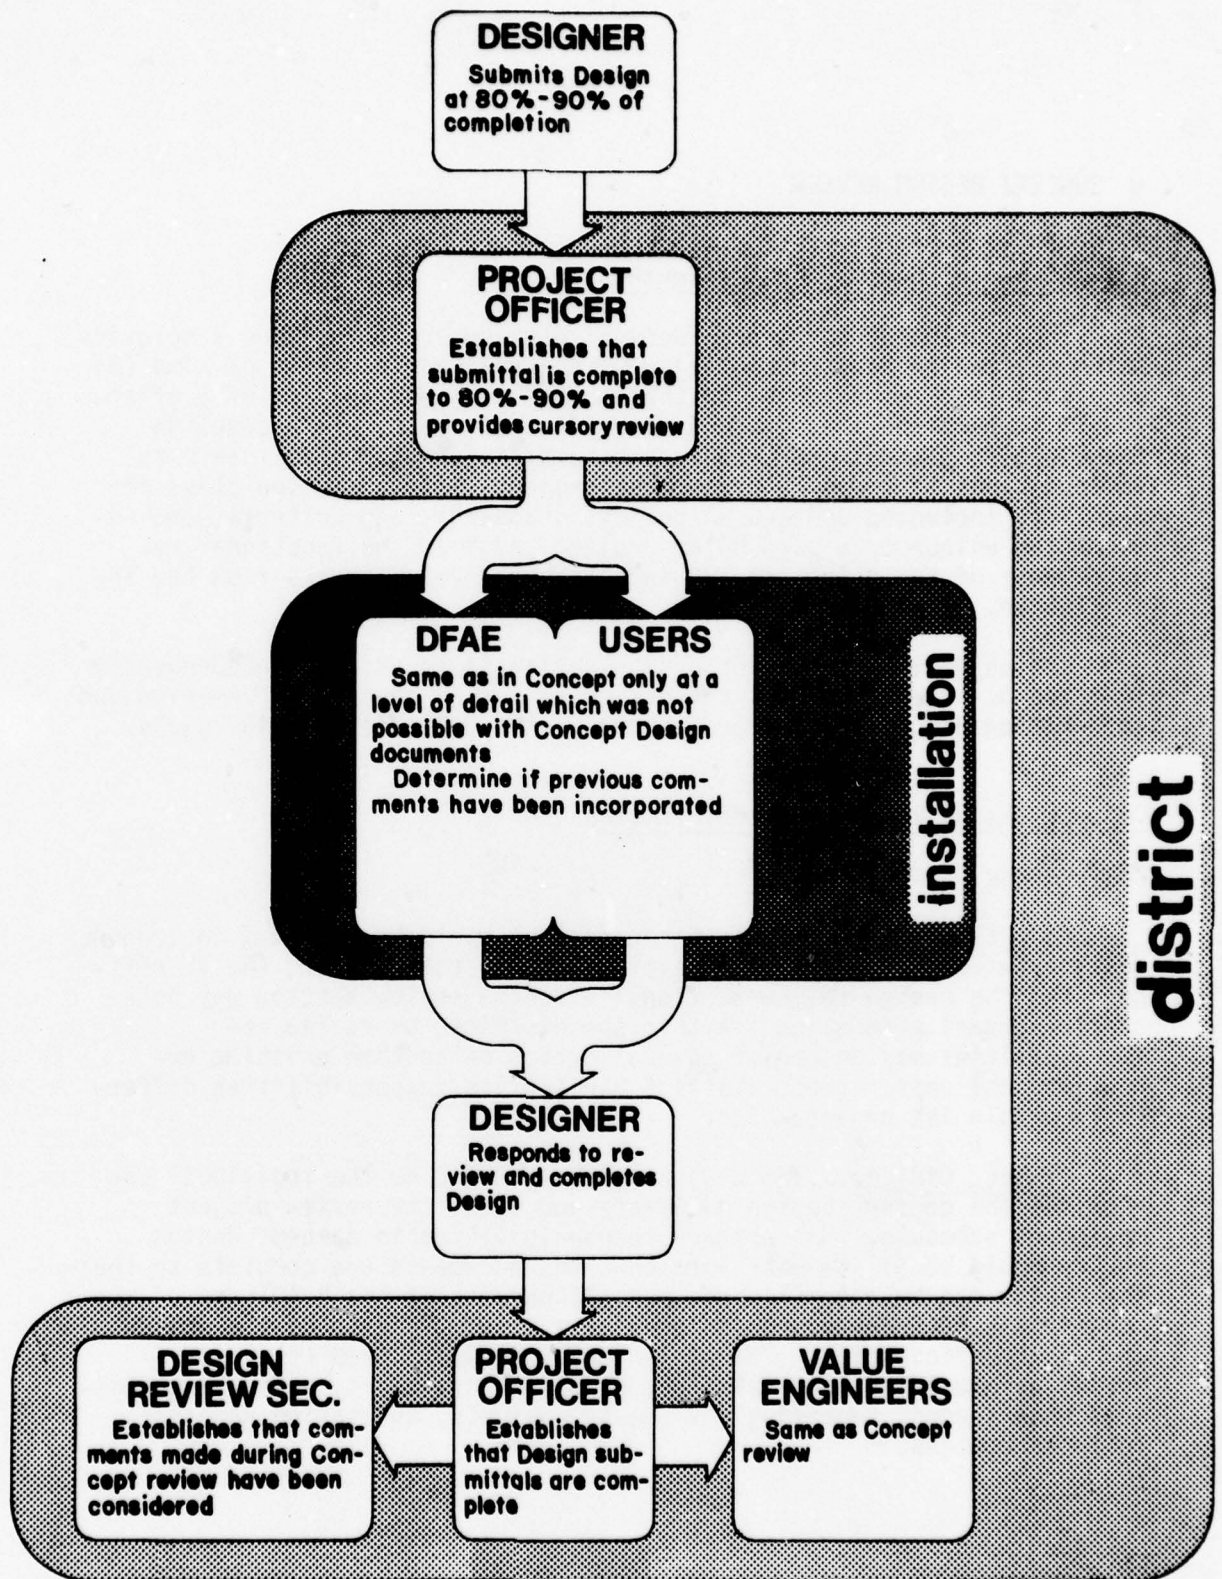 DESIGNER
Submits Design
at 80%-90% of
completion
PROJECT
OFFICER
Establishes that
submittal is complete
to 80%-90% and
provides cursory review
DFAE
USERS
Same as in Concept only at a
level of detail which was not
possible with Concept Design
documents
Determine if previous com-
ments have been incorporated
installation
district
DESIGNER
Responds to re-
view and completes
Design
DESIGN
REVIEW SEC.
Establishes that com-
ments made during Con-
cept review have been
considered
PROJECT
OFFICER
Establishes
that Design sub-
mittals are com-
plete
VALUE
ENGINEERS
Same as Concept
review